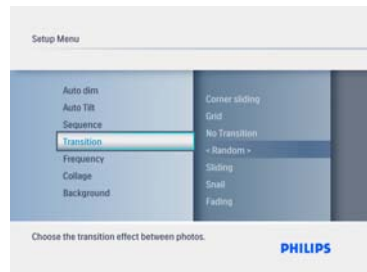 Setup Menu
Auto dim
Auto Tilt
Sequence
Transition
Frequency
Collage
Background
Corner sliding
Grid
No Transition
< Random >
Sliding
Snail
Fading
Choose the transition effect between photos.
PHILIPS